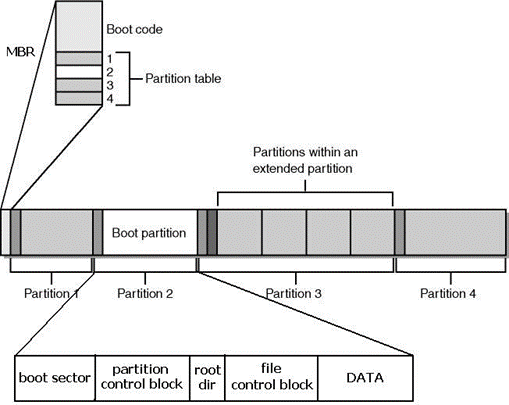 Boot code
MBR
1
2
3
4
Partition table
Partitions within an
extended partition
Boot partition
Partition 1
Partition 2
Partition 3
Partition 4
boot sector
partition
control block
root
dir
file
control block
DATA